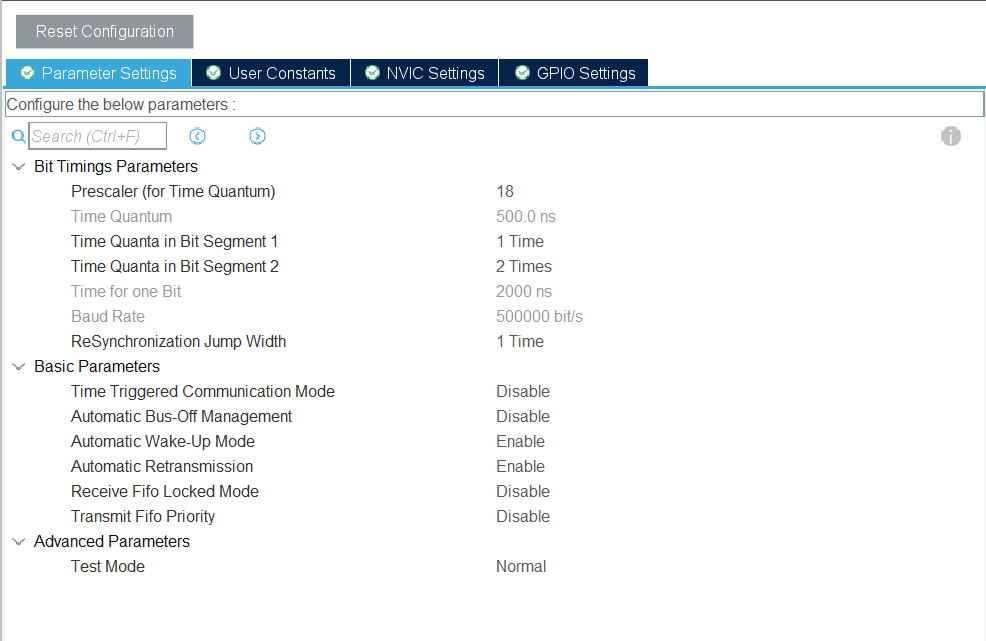 Reset Configuration
Parameter Settings User Constants NVIC Settings GPIO Settings
Configure the below parameters :
Search (Ctrl+F)
Bit Timings Parameters
Prescaler (for Time Quantum) 18
Time Quantum 500.0 ns
Time Quanta in Bit Segment 1 1 Time
Time Quanta in Bit Segment 2 2 Times
Time for one Bit 2000 ns
Baud Rate 500000 bit/s
ReSynchronization Jump Width 1 Time
Basic Parameters
Time Triggered Communication Mode Disable
Automatic Bus-Off Management Disable
Automatic Wake-Up Mode Enable
Automatic Retransmission Enable
Receive Fifo Locked Mode Disable
Transmit Fifo Priority Disable
Advanced Parameters
Test Mode Normal